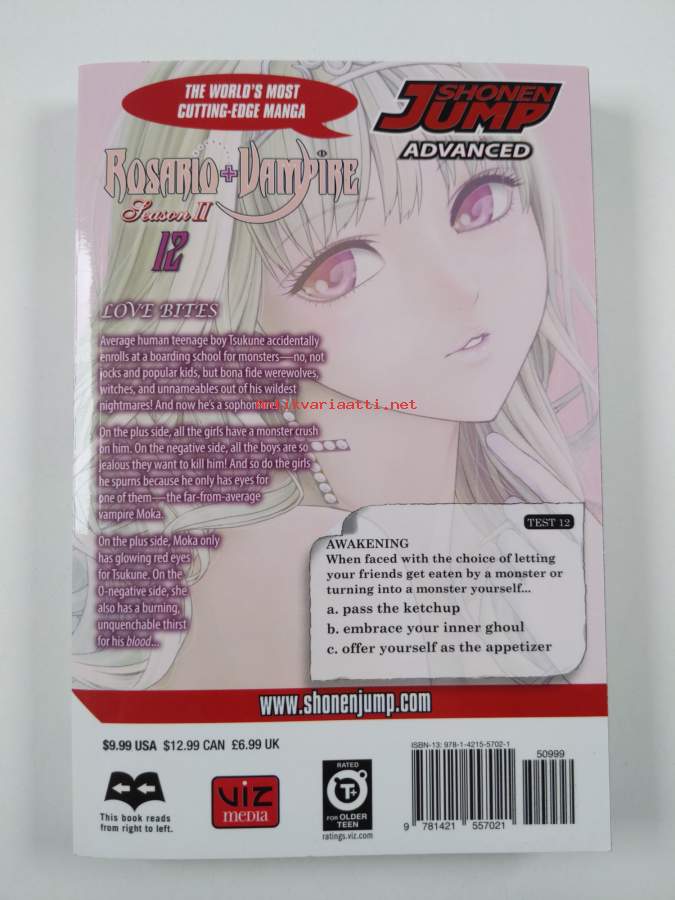 THE WORLD'S MOST
CUTTING-EDGE MANGA
SHONEN
JUMP
ADVANCED
ROSARIO+VAMPIRE
Season II
12
LOVE BITES
Average human teenage boy Tsukune accidentally
enrolls at a boarding school for monsters—no, not
jocks and popular kids, but bona fide werewolves,
witches, and unnameables out of his wildest
nightmares! And now he's a
antikvariaatti.net
On the plus side, all the girls have a monster crush
on him. On the negative side, all the boys are so
jealous they want to kill him! And so do the girls
he spurns because he only has eyes for
one of them—the far-from-average
vampire Moka.
On the plus side, Moka only
has glowing red eyes
for Tsukune. On the
O-negative side, she
also has a burning,
unquenchable thirst
for his blood...
TEST 12
AWAKENING
When faced with the choice of letting
your friends get eaten by a monster or
turning into a monster yourself...
a. pass the ketchup
b. embrace your inner ghoul
c. offer yourself as the appetizer
www.shonenjump.com
$9.99 USA $12.99 CAN £6.99 UK
This book reads
from right to left.
VIZ
MEDIA
RATED
T+
FOR OLDER
TEEN
ratings.viz.com
ISBN-13: 978-1-4215-5702-1
50999
9 781421 557021